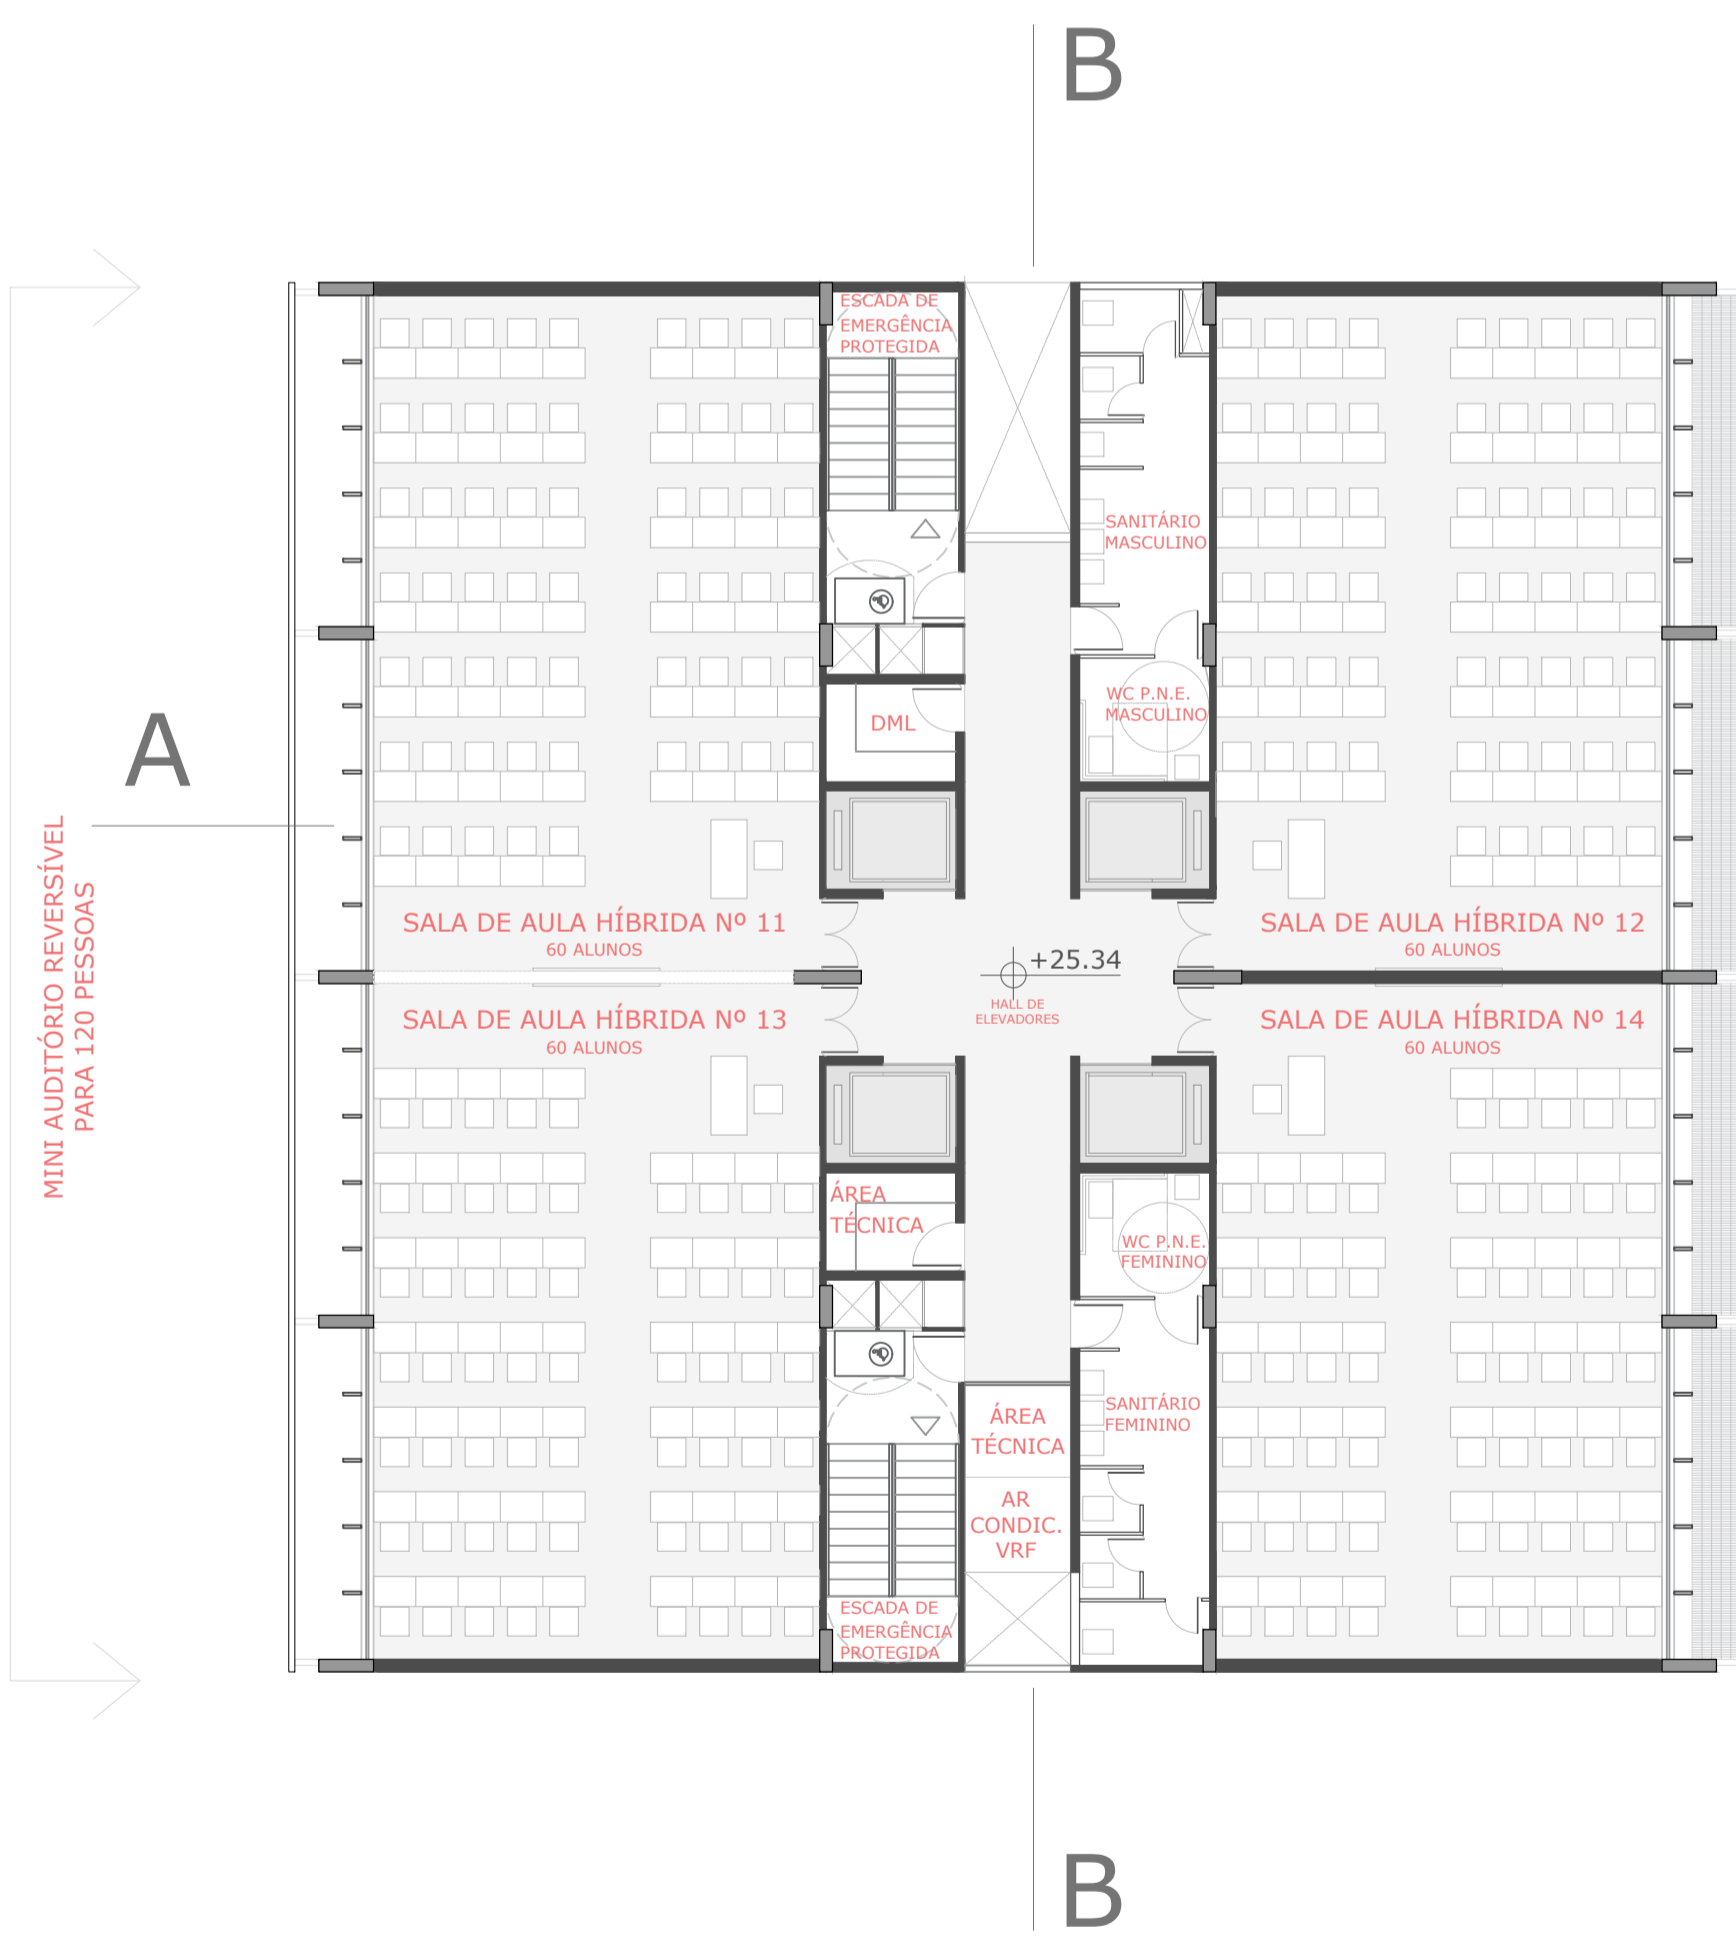 B
ESCADA DE
EMERGÊNCIA
PROTEGIDA
SANITÁRIO
MASCULINO
WC P.N.E.
MASCULINO
DML
A
MINI AUDITÓRIO REVERSÍVEL
PARA 120 PESSOAS
SALA DE AULA HÍBRIDA Nº 11
60 ALUNOS
SALA DE AULA HÍBRIDA Nº 12
60 ALUNOS
+25.34
HALL DE
ELEVADORES
SALA DE AULA HÍBRIDA Nº 13
60 ALUNOS
SALA DE AULA HÍBRIDA Nº 14
60 ALUNOS
ÁREA
TÉCNICA
WC P.N.E.
FEMININO
SANITÁRIO
FEMININO
ÁREA
TÉCNICA
AR
CONDIC.
VRF
ESCADA DE
EMERGÊNCIA
PROTEGIDA
B